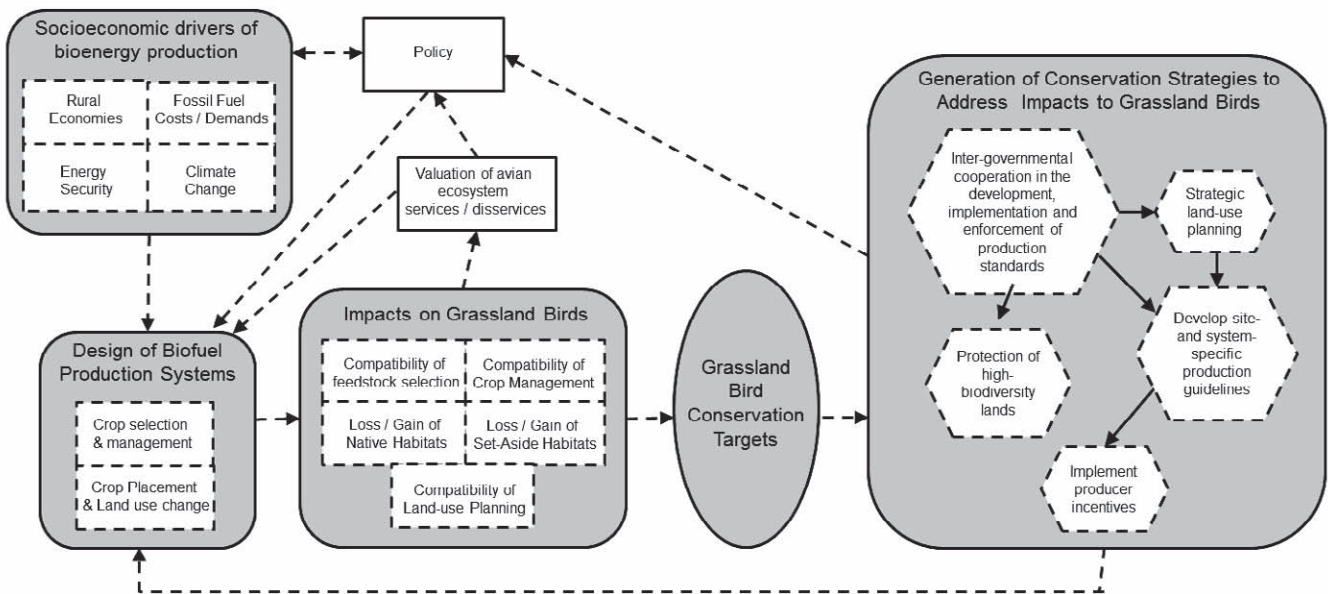 Socioeconomic drivers of
bioenergy production
Rural
Economies
Fossil Fuel
Costs / Demands
Energy
Security
Climate
Change
Policy
Valuation of avian
ecosystem
services / disservices
Design of Biofuel
Production Systems
Crop selection
& management
Crop Placement
& Land use change
Impacts on Grassland Birds
Compatibility of
feedstock selection
Compatibility of
Crop Management
Loss / Gain of
Native Habitats
Loss / Gain of
Set-Aside Habitats
Compatibility of
Land-use Planning
Grassland
Bird
Conservation
Targets
Generation of Conservation Strategies to
Address Impacts to Grassland Birds
Inter-governmental
cooperation in the
development,
implementation and
enforcement of
production
standards
Strategic
land-use
planning
Protection of
high-
biodiversity
lands
Develop site-
and system-
specific
production
guidelines
Implement
producer
incentives